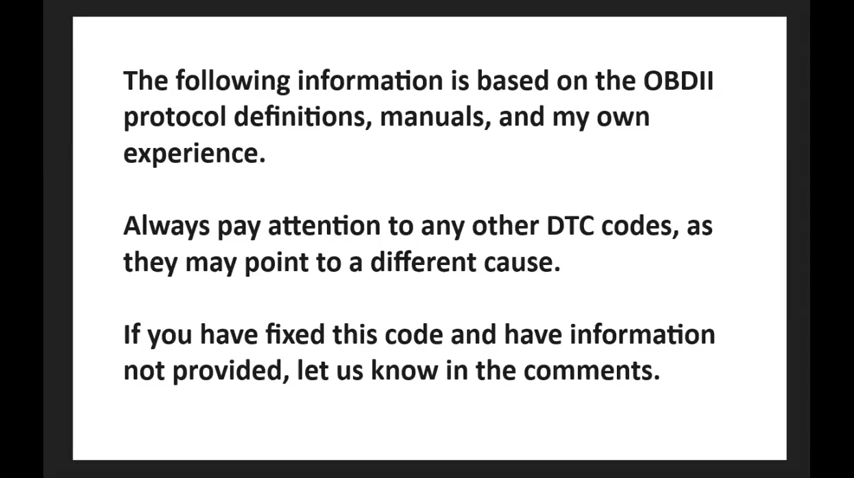 The following information is based on the OBDII
protocol definitions, manuals, and my own
experience.
Always pay attention to any other DTC codes, as
they may point to a different cause.
If you have fixed this code and have information
not provided, let us know in the comments.